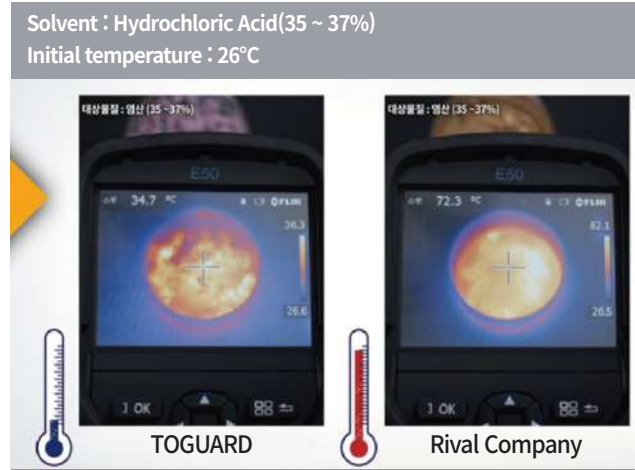 Solvent : Hydrochloric Acid(35 ~ 37%)
Initial temperature : 26℃
대상물질 : 염산 (35 ~37%)
E50
34.7 ℃
FLIR
36.3
26.6
1 OK
TOGUARD
대상물질 : 염산 (35 ~37%)
E50
72.3 ℃
FLIR
82.1
26.5
1 OK
Rival Company